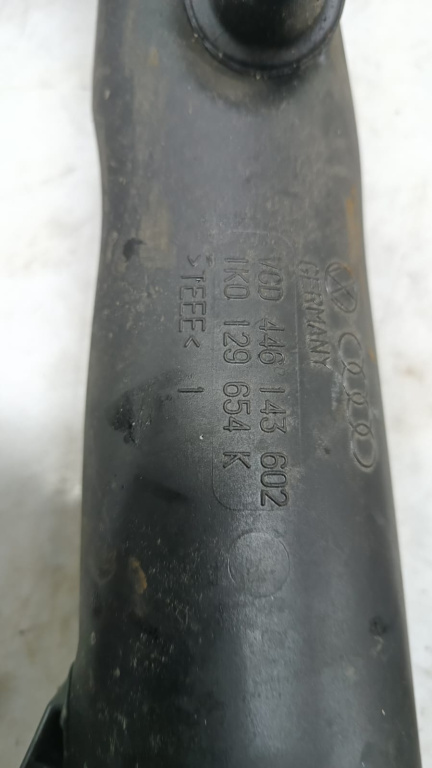 GERMANY
VCD 446 143 602
1K0 129 654 K
>TEEE< 1